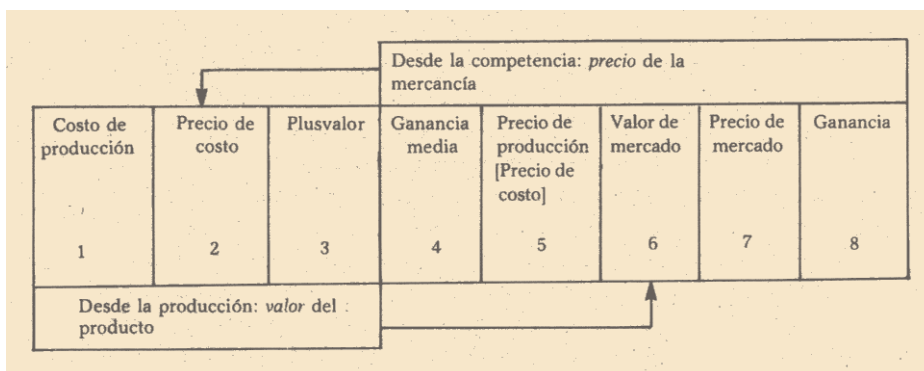 Desde la competencia: precio de la
mercancía
Costo de
producción
1
Precio de
costo
2
Plusvalor
3
Ganancia
media
4
Precio de
producción
[Precio de
costo]
5
Valor de
mercado
6
Precio de
mercado
7
Ganancia
8
Desde la producción: valor del
producto